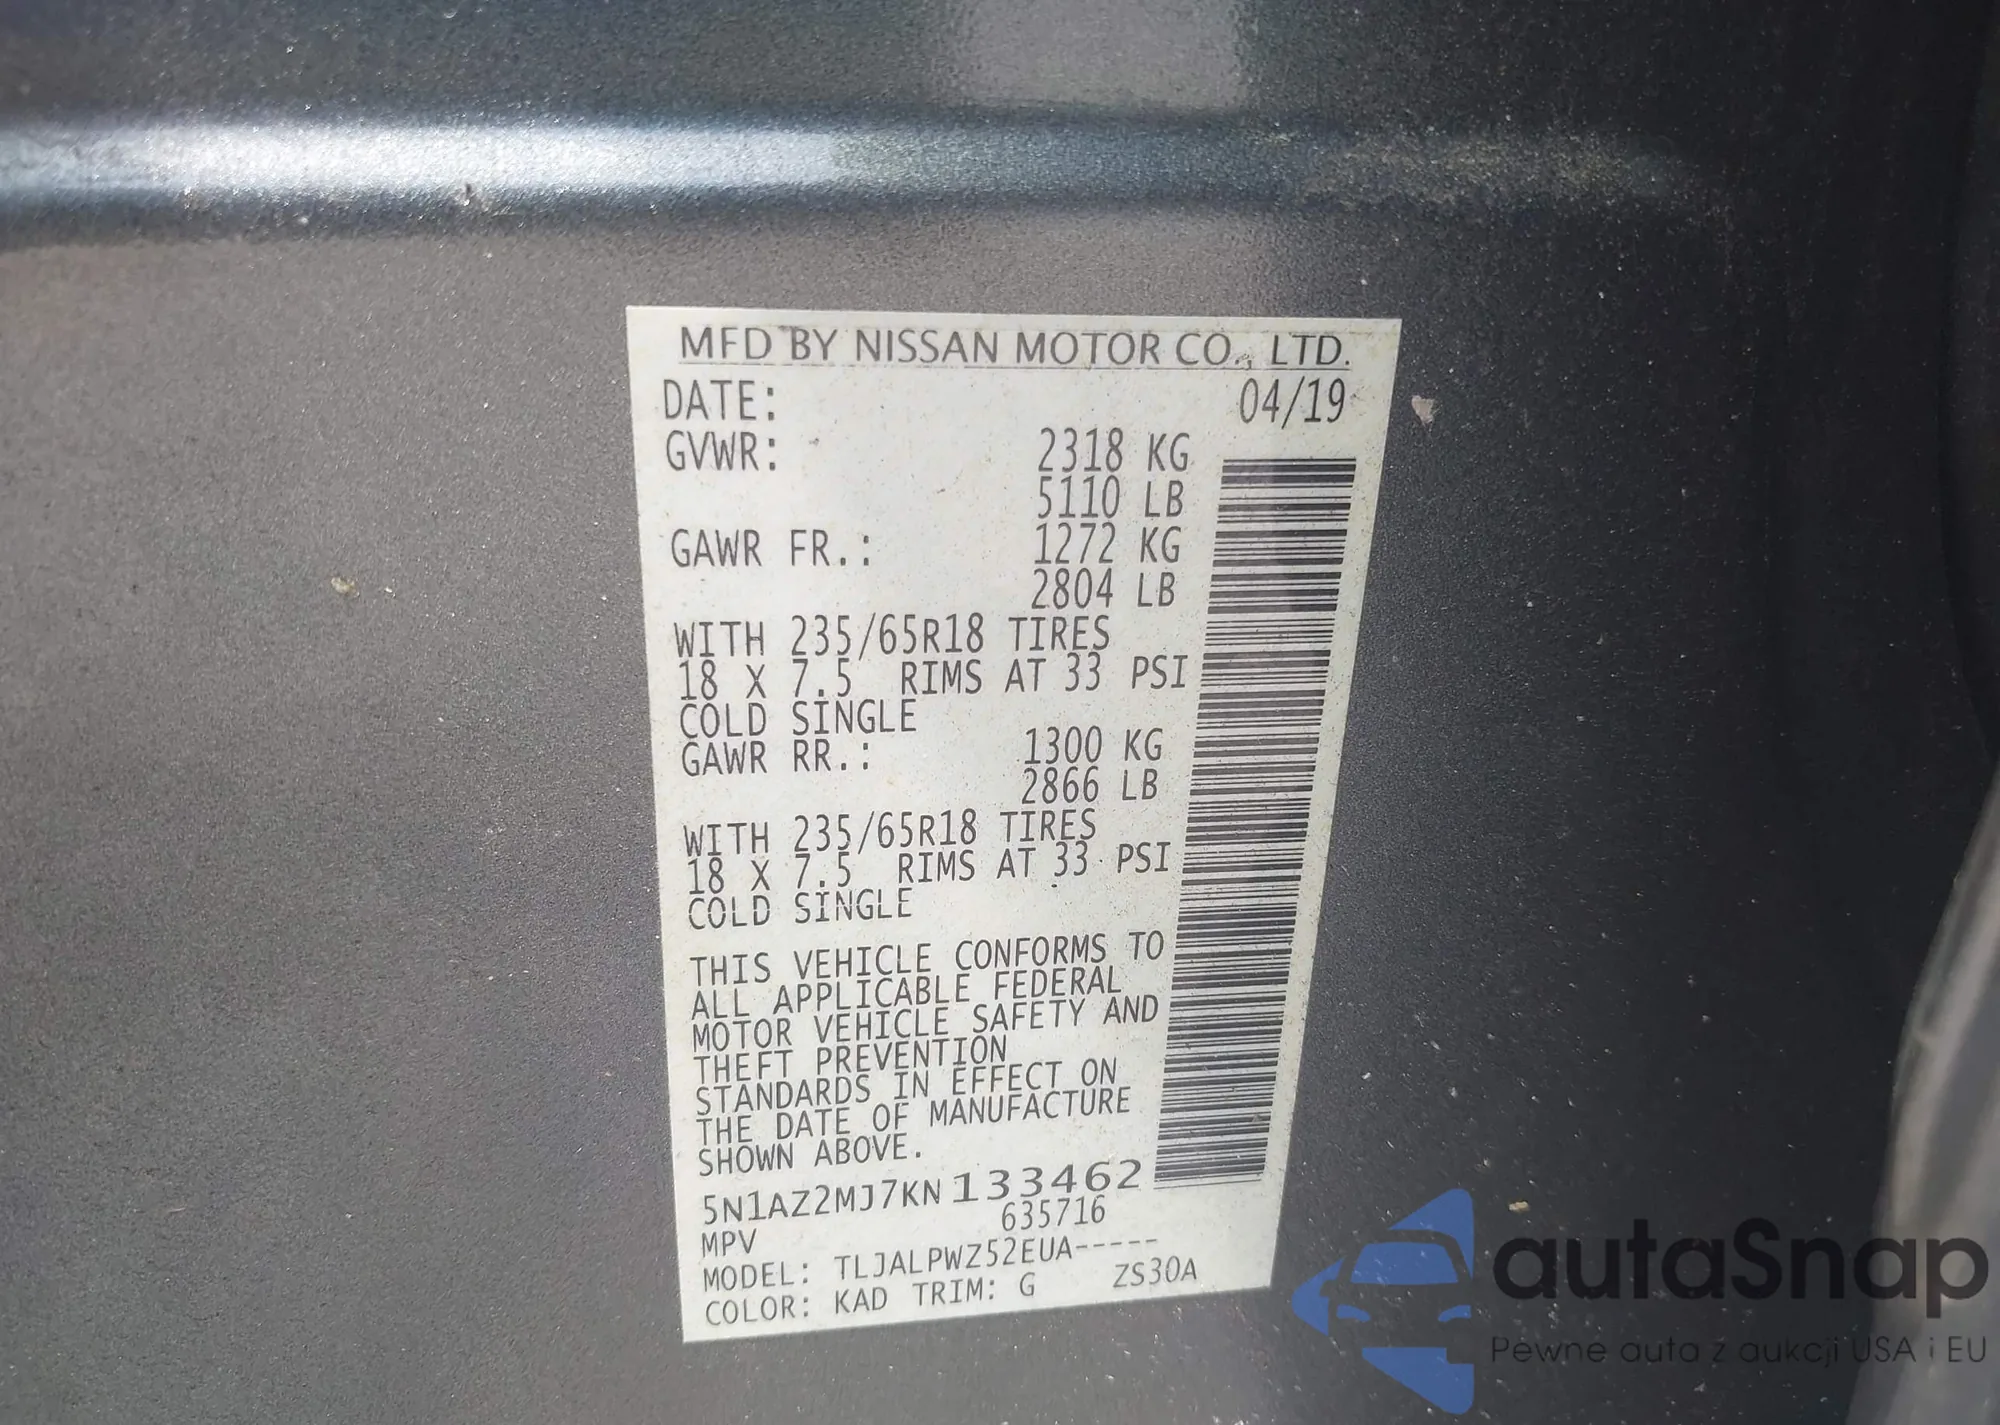 MFD BY NISSAN MOTOR CO., LTD.
DATE: 04/19
GVWR: 2318 KG
5110 LB
GAWR FR.: 1272 KG
2804 LB
WITH 235/65R18 TIRES
18 X 7.5 RIMS AT 33 PSI
COLD SINGLE
GAWR RR.: 1300 KG
2866 LB
WITH 235/65R18 TIRES
18 X 7.5 RIMS AT 33 PSI
COLD SINGLE
THIS VEHICLE CONFORMS TO
ALL APPLICABLE FEDERAL
MOTOR VEHICLE SAFETY AND
THEFT PREVENTION
STANDARDS IN EFFECT ON
THE DATE OF MANUFACTURE
SHOWN ABOVE.
5N1AZ2MJ7KN133462
635716
MPV
MODEL: TLJALPWZ52EUA-----
COLOR: KAD TRIM: G ZS30A
autaSnap
Pewne auta z aukcji USA i EU